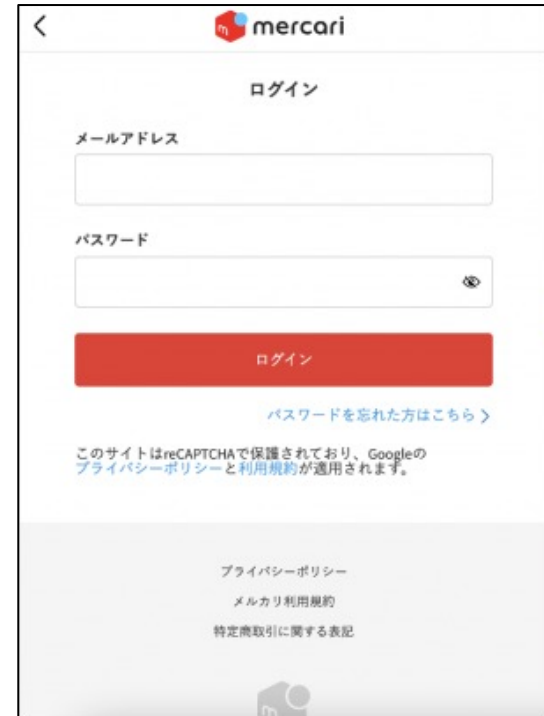 mercari
ログイン
メールアドレス
パスワード
ログイン
パスワードを忘れた方はこちら
このサイトはreCAPTCHAで保護されており、Googleの
プライバシーポリシーと利用規約が適用されます。
プライバシーポリシー
メルカリ利用規約
特定商取引に関する表記